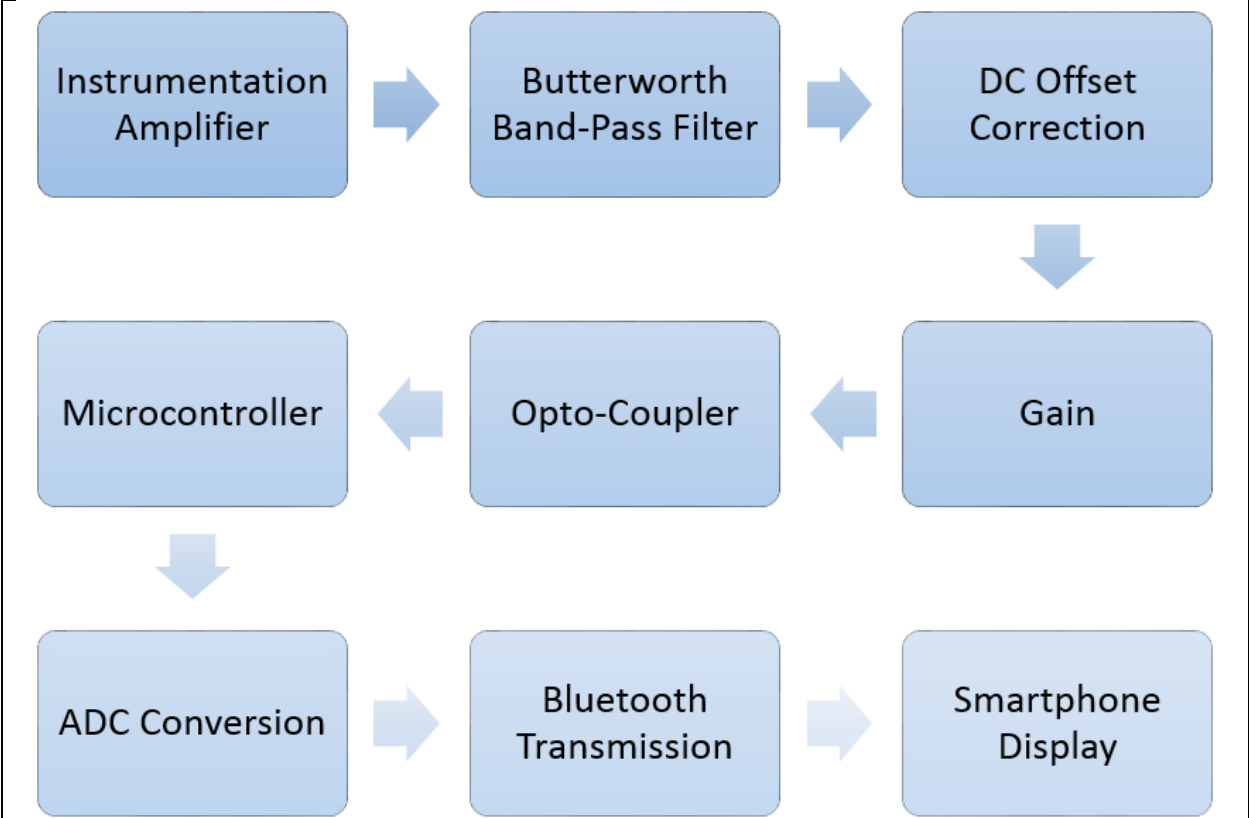 Instrumentation
Amplifier
Butterworth
Band-Pass Filter
DC Offset
Correction
Gain
Opto-Coupler
Microcontroller
ADC Conversion
Bluetooth
Transmission
Smartphone
Display